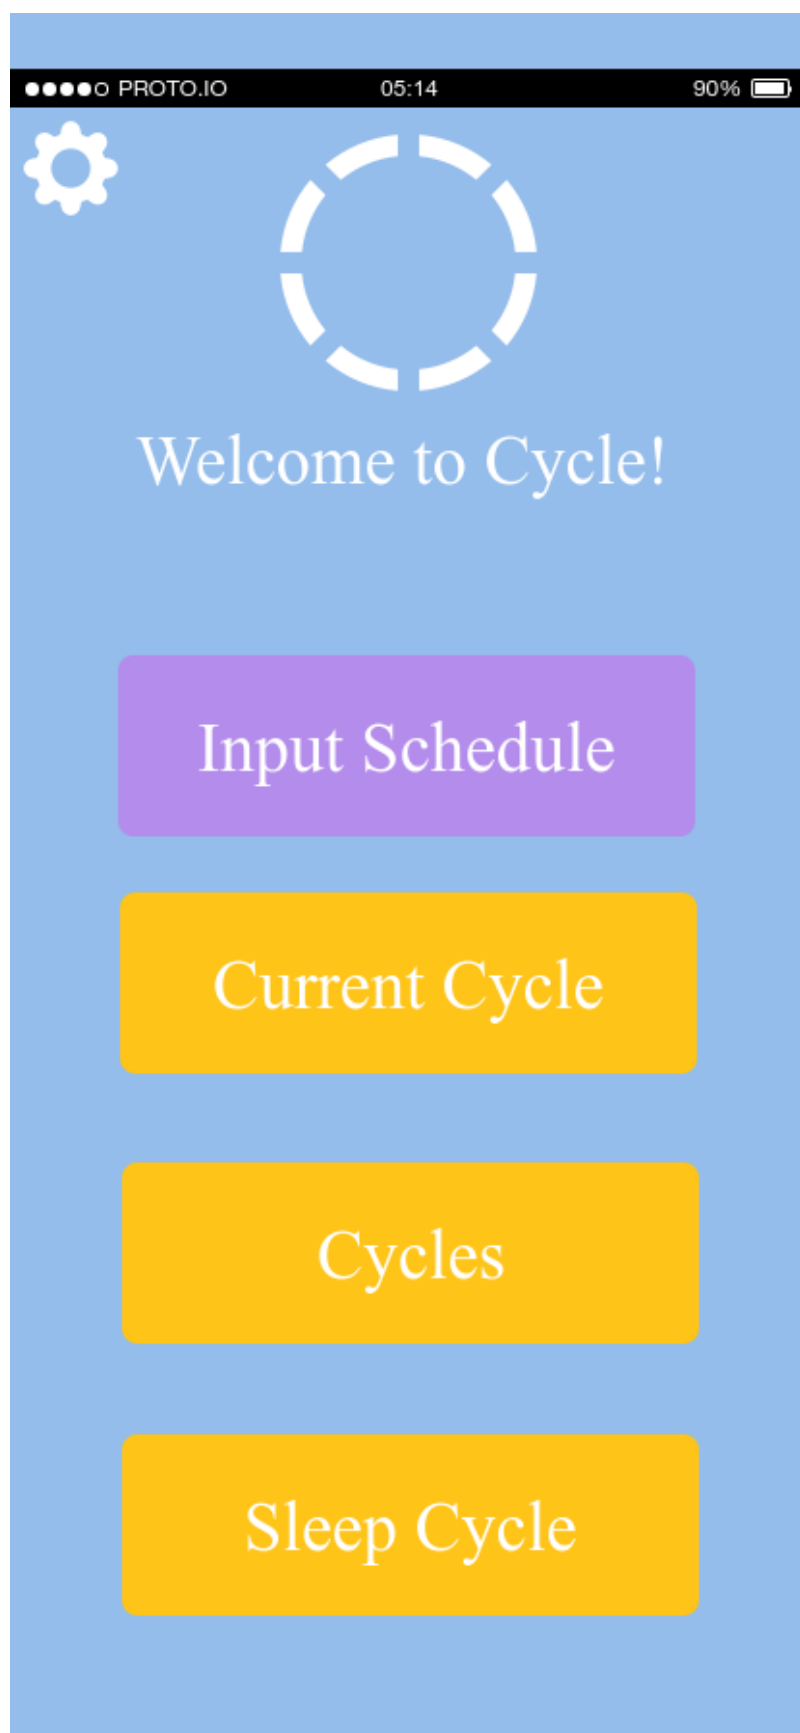 PROTO.IO 05:14 90%
Welcome to Cycle!
Input Schedule
Current Cycle
Cycles
Sleep Cycle